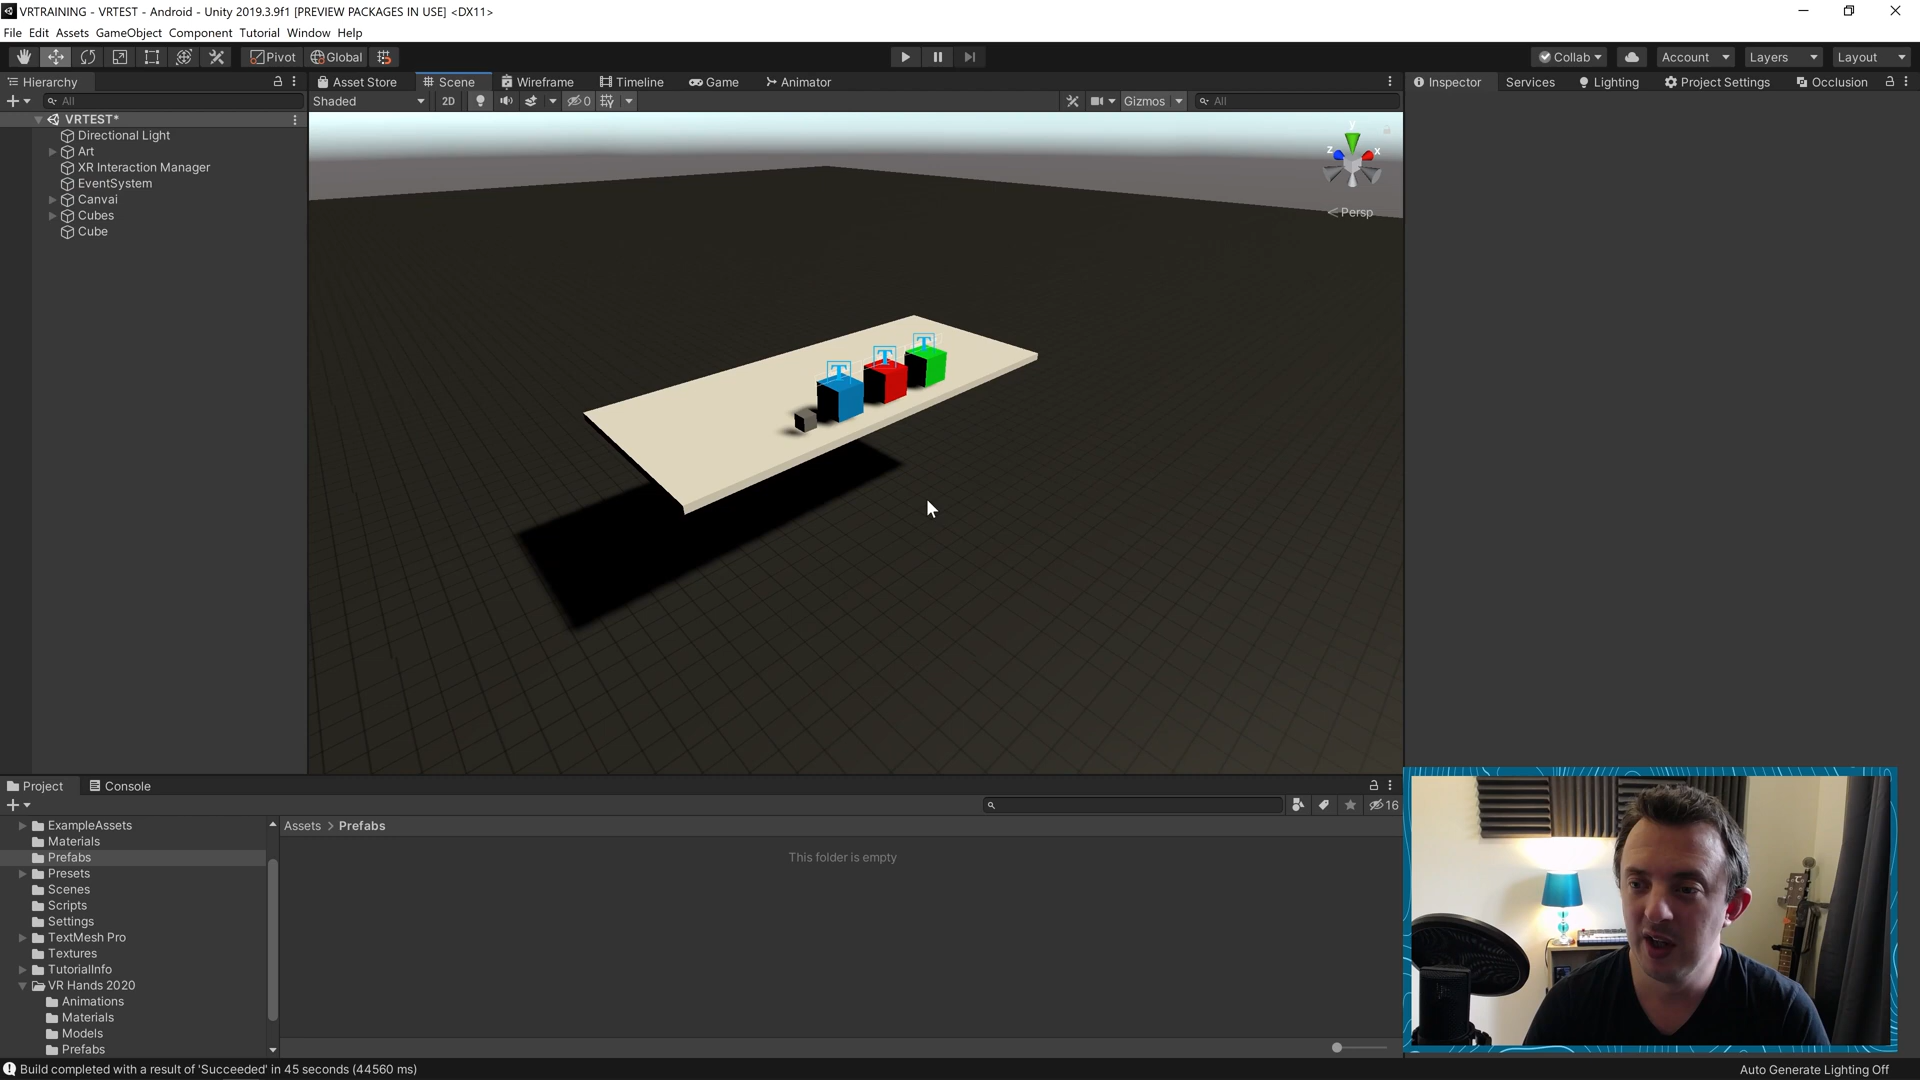 VRTRAINING - VRTEST - Android - Unity 2019.3.9f1 [PREVIEW PACKAGES IN USE] <DX11>
File Edit Assets GameObject Component Tutorial Window Help
Pivot Global Collab Account Layers Layout
Hierarchy Asset Store Scene Wireframe Timeline Game Animator Inspector Services Lighting Project Settings Occlusion
All Shaded 2D 0 Gizmos All
VRTEST*
Directional Light
Art
XR Interaction Manager
EventSystem
Canvai
Cubes
Cube
y
z x
< Persp
T T T
Project Console
16
Assets > Prefabs
This folder is empty
ExampleAssets
Materials
Prefabs
Presets
Scenes
Scripts
Settings
TextMesh Pro
Textures
TutorialInfo
VR Hands 2020
Animations
Materials
Models
Prefabs
Build completed with a result of 'Succeeded' in 45 seconds (44560 ms)
Auto Generate Lighting Off